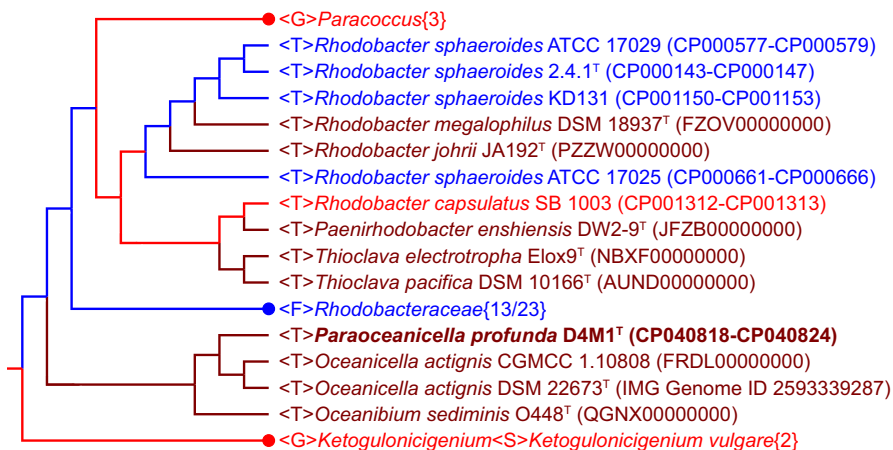 <G>Paracoccus{3}
<T>Rhodobacter sphaeroides ATCC 17029 (CP000577-CP000579)
<T>Rhodobacter sphaeroides 2.4.1ᵀ (CP000143-CP000147)
<T>Rhodobacter sphaeroides KD131 (CP001150-CP001153)
<T>Rhodobacter megalophilus DSM 18937ᵀ (FZOV00000000)
<T>Rhodobacter johrii JA192ᵀ (PZZW00000000)
<T>Rhodobacter sphaeroides ATCC 17025 (CP000661-CP000666)
<T>Rhodobacter capsulatus SB 1003 (CP001312-CP001313)
<T>Paenirhodobacter enshiensis DW2-9ᵀ (JFZB00000000)
<T>Thioclava electrotropha Elox9ᵀ (NBXF00000000)
<T>Thioclava pacifica DSM 10166ᵀ (AUND00000000)
<F>Rhodobacteraceae{13/23}
<T>Paraoceanicella profunda D4M1ᵀ (CP040818-CP040824)
<T>Oceanicella actignis CGMCC 1.10808 (FRDL00000000)
<T>Oceanicella actignis DSM 22673ᵀ (IMG Genome ID 2593339287)
<T>Oceanibium sediminis O448ᵀ (QGNX00000000)
<G>Ketogulonicigenium<S>Ketogulonicigenium vulgare{2}